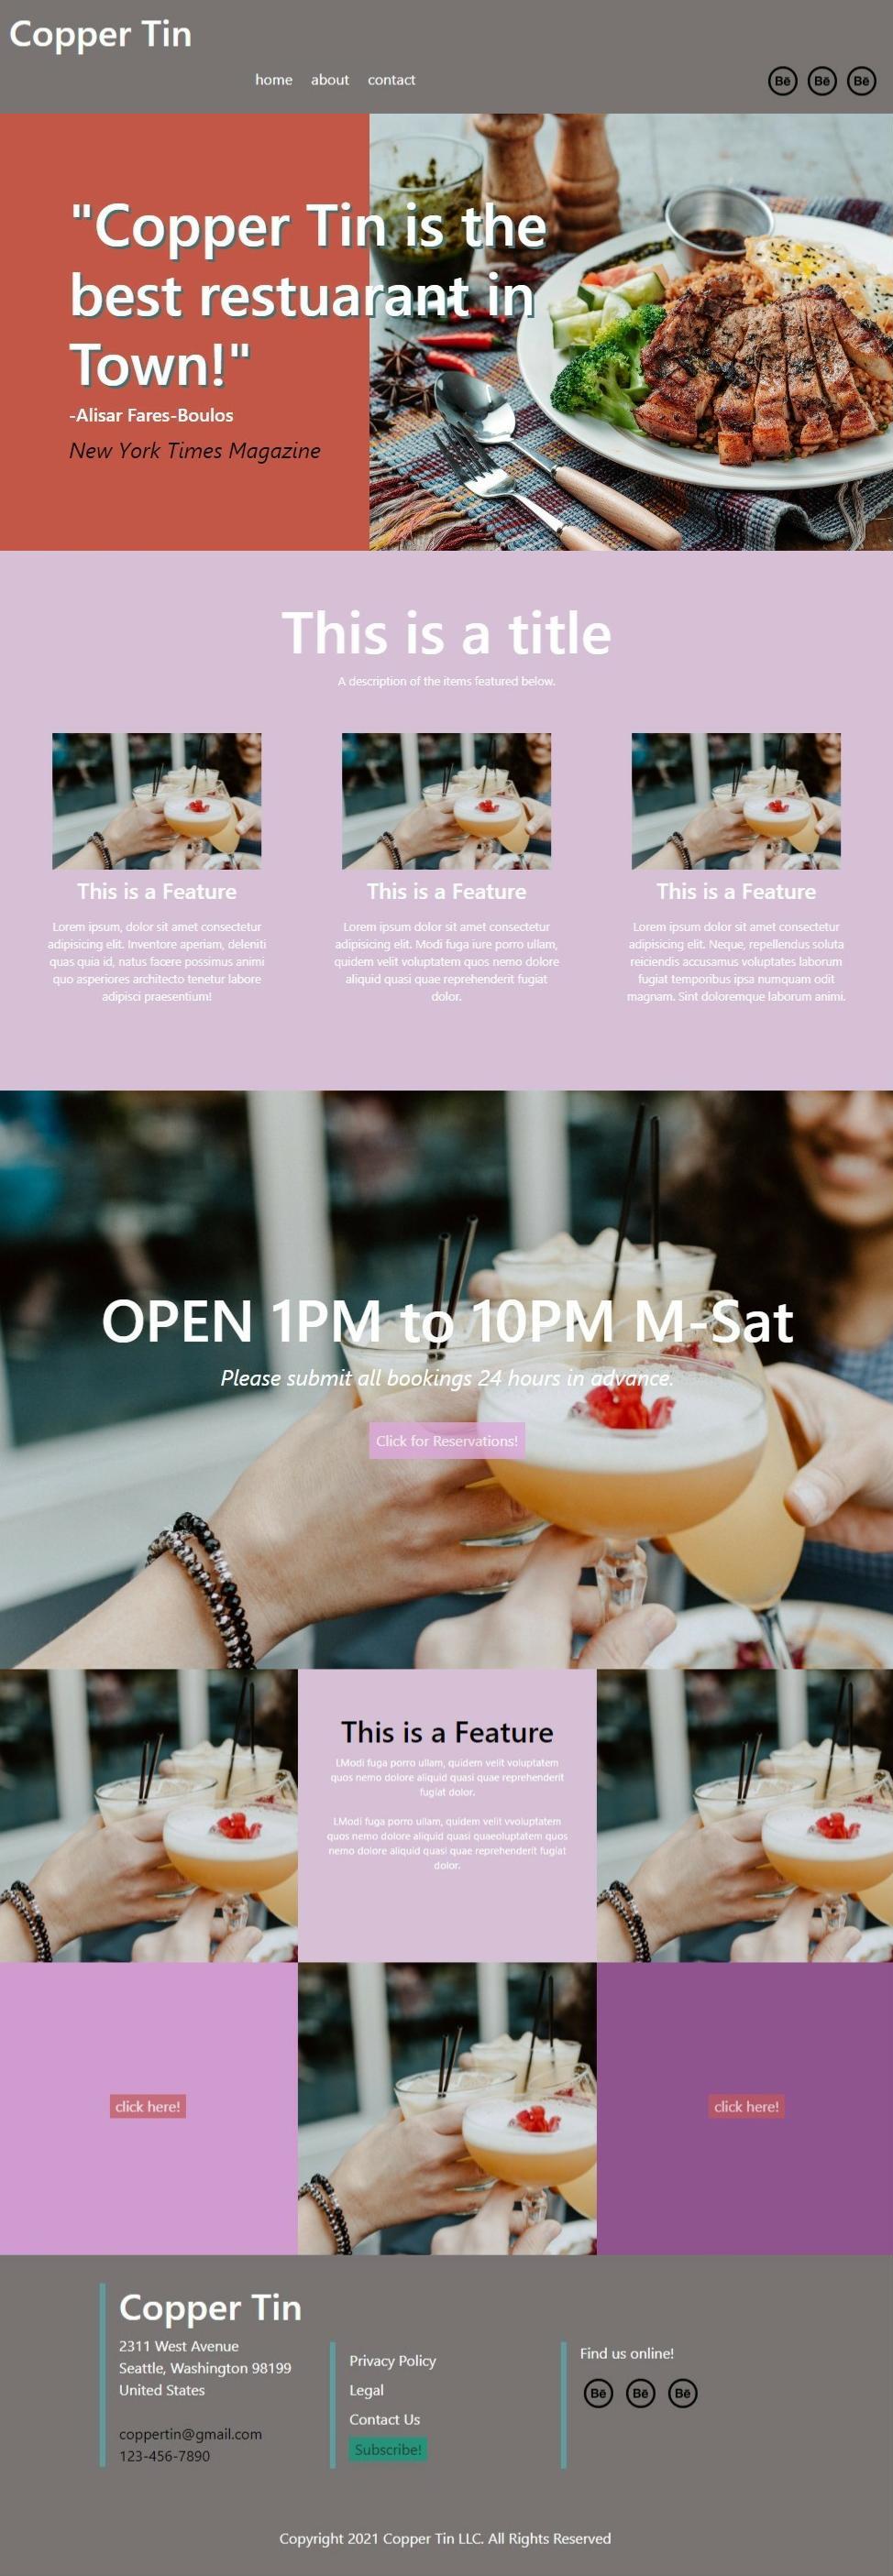 Copper Tin
home about contact
Bē Bē Bē
"Copper Tin is the
best restuarant in
Town!"
-Alisar Fares-Boulos
New York Times Magazine
This is a title
A description of the items featured below.
This is a Feature
Lorem ipsum, dolor sit amet consectetur
adipisicing elit. Inventore aperiam, deleniti
quas quia id, natus facere possimus animi
quo asperiores architecto tenetur labore
adipisci praesentium!
This is a Feature
Lorem ipsum dolor sit amet consectetur
adipisicing elit. Modi fuga iure porro ullam,
quidem velit voluptatem quos nemo dolore
aliquid quasi quae reprehenderit fugiat
dolor.
This is a Feature
Lorem ipsum dolor sit amet consectetur
adipisicing elit. Neque, repellendus soluta
reiciendis accusamus voluptates laborum
fugiat temporibus ipsa numquam odit
magnam. Sint doloremque laborum animi.
OPEN 1PM to 10PM M-Sat
Please submit all bookings 24 hours in advance.
Click for Reservations!
This is a Feature
LModi fuga porro ullam, quidem velit voluptatem
quos nemo dolore aliquid quasi quae reprehenderit
fugiat dolor.
LModi fuga porro ullam, quidem velit vvoluptatem
quos nemo dolore aliquid quasi quaeoluptatem quos
nemo dolore aliquid quasi quae reprehenderit fugiat
dolor.
click here!
click here!
Copper Tin
2311 West Avenue
Seattle, Washington 98199
United States
coppertin@gmail.com
123-456-7890
Privacy Policy
Legal
Contact Us
Subscribe!
Find us online!
Bē Bē Bē
Copyright 2021 Copper Tin LLC. All Rights Reserved